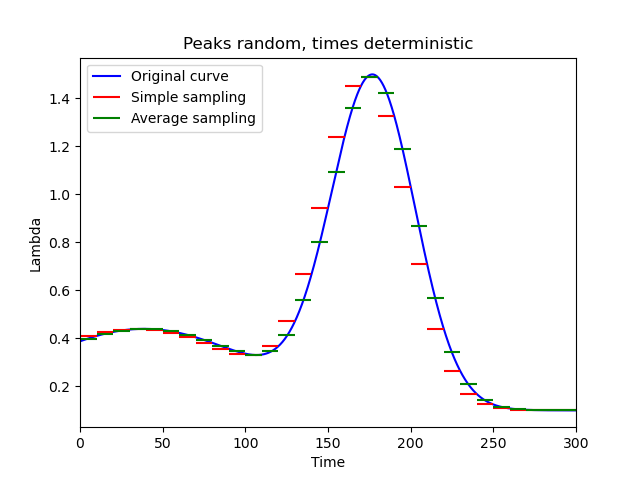 Peaks random, times deterministic
Original curve
Simple sampling
Average sampling
Lambda
1.4
1.2
1.0
0.8
0.6
0.4
0.2
0 50 100 150 200 250 300
Time